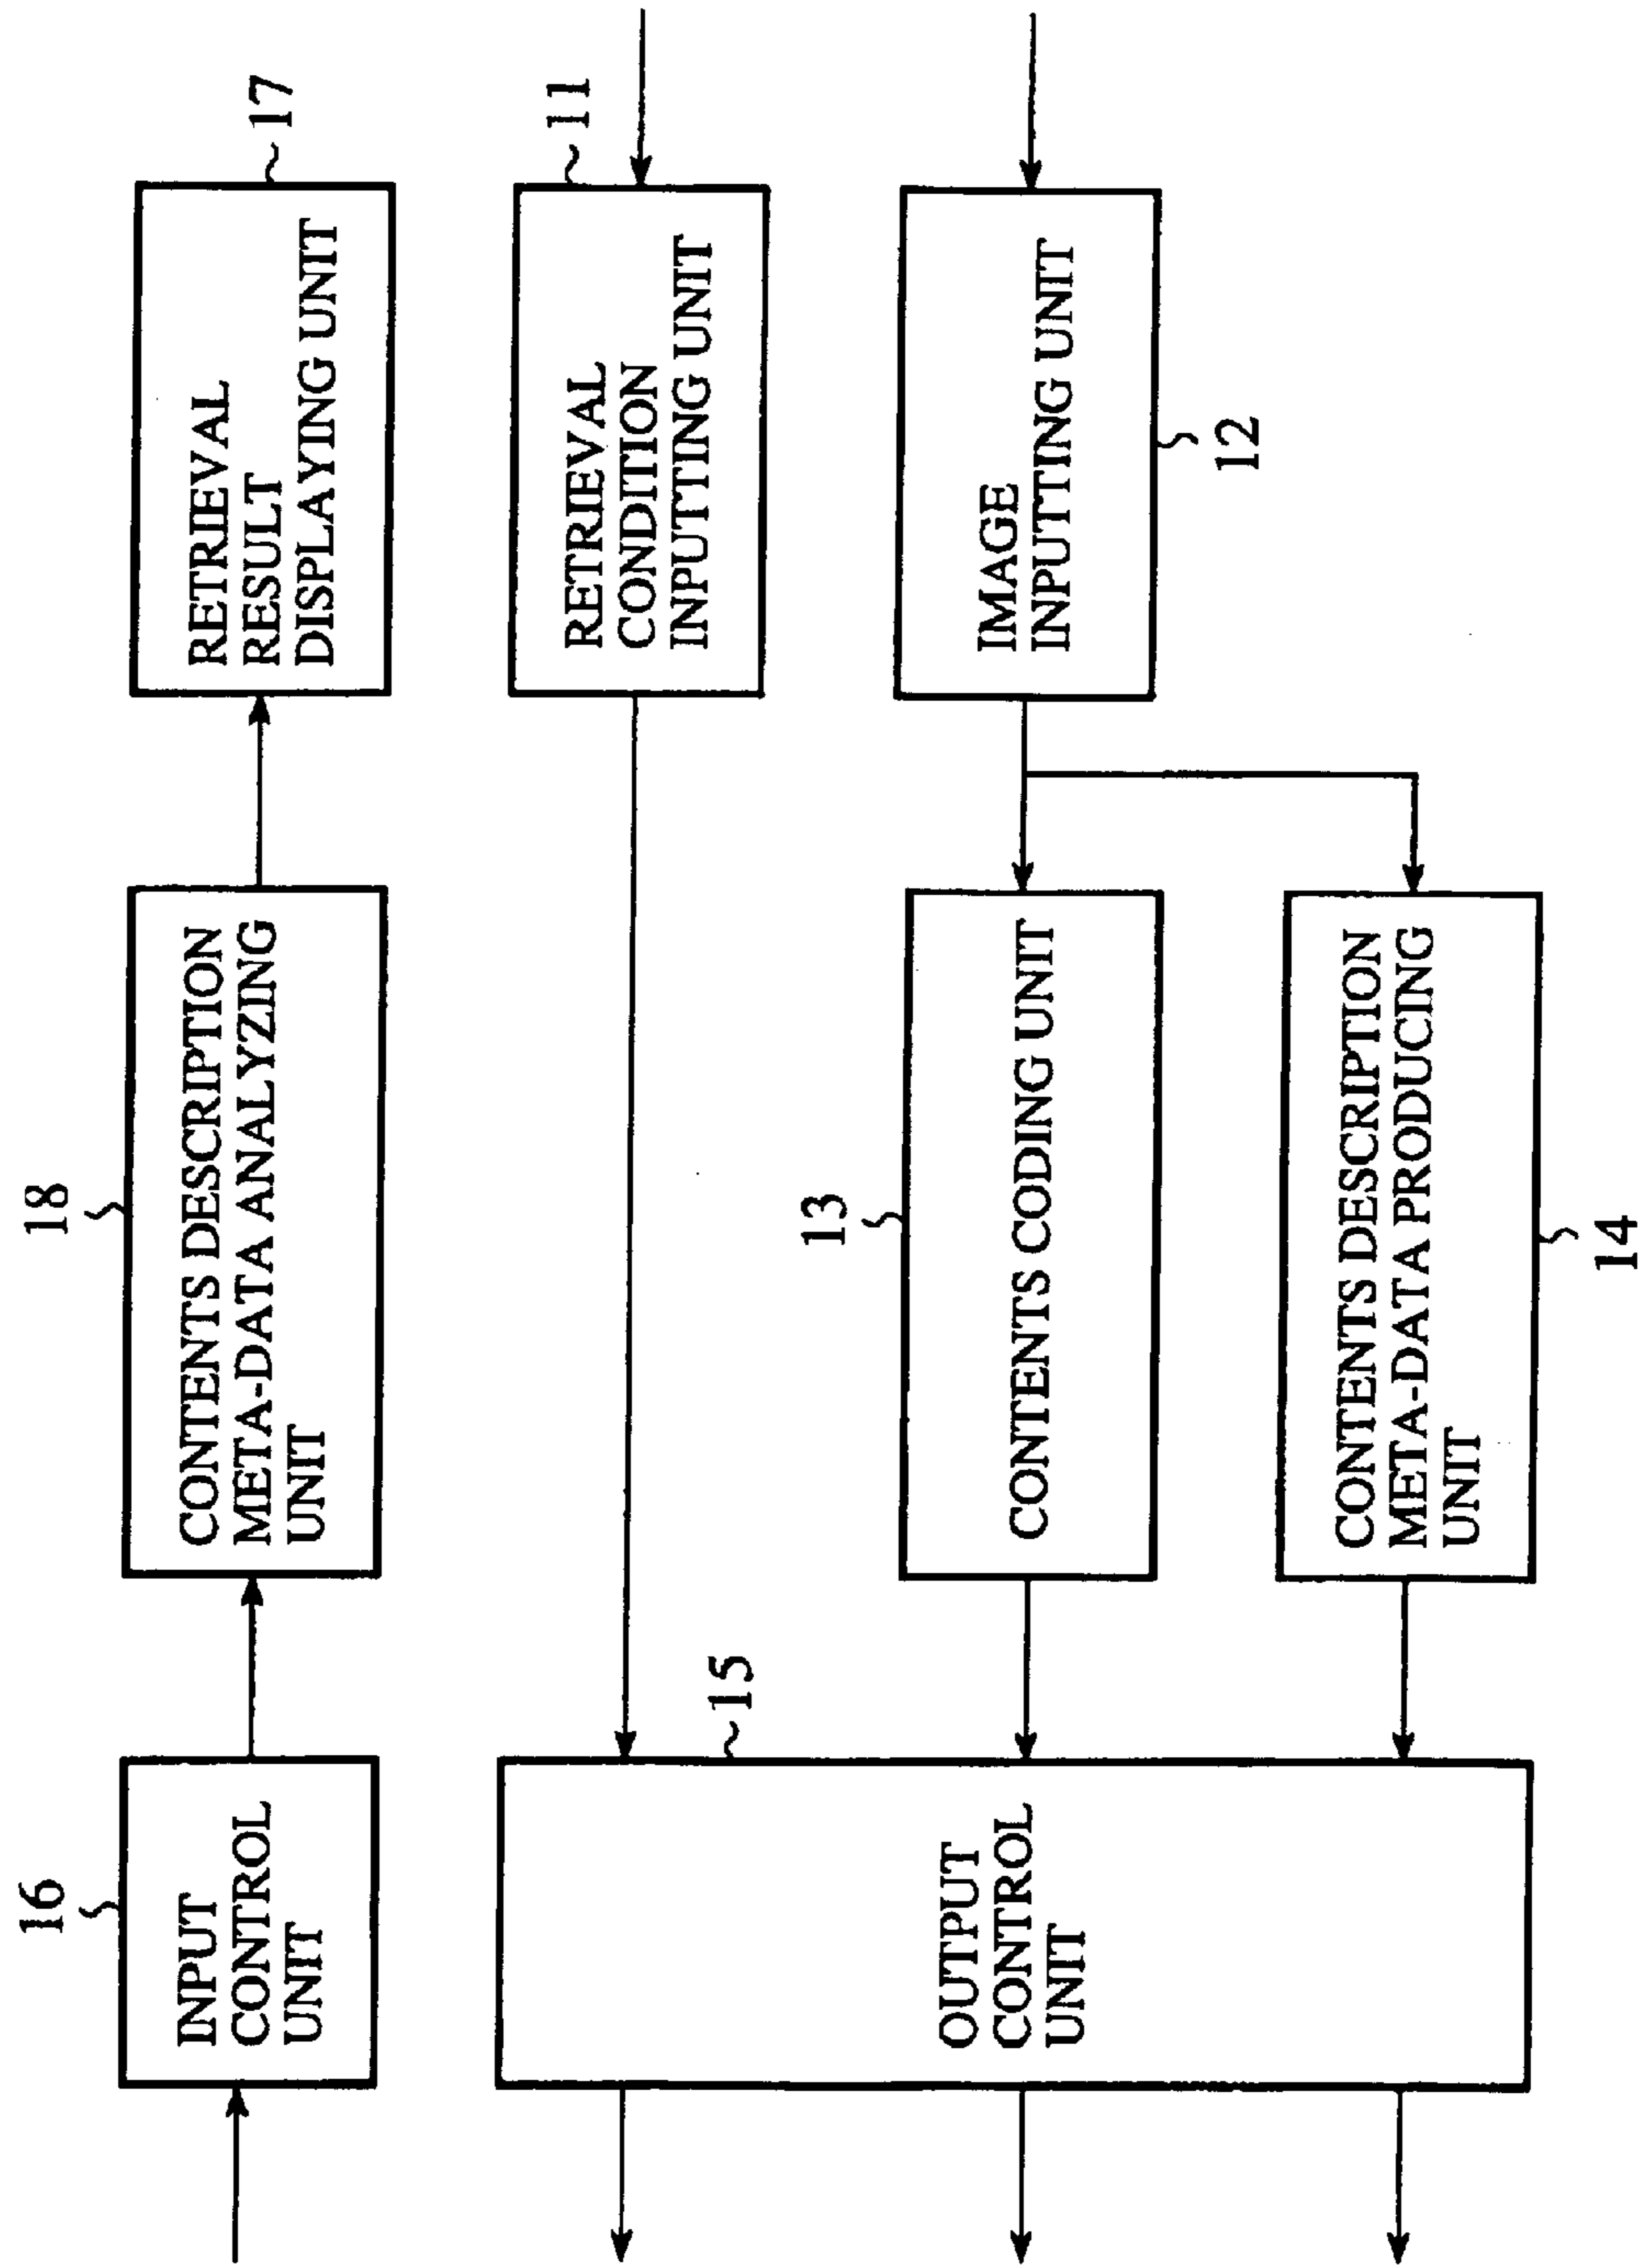 16
INPUT
CONTROL
UNIT
18
CONTENTS DESCRIPTION
META-DATA ANALYZING
UNIT
17
RETRIEVAL
RESULT
DISPLAYING UNIT
11
RETRIEVAL
CONDITION
INPUTTING UNIT
15
OUTPUT
CONTROL
UNIT
13
CONTENTS CODING UNIT
IMAGE
INPUTTING UNIT
12
CONTENTS DESCRIPTION
META-DATA PRODUCING
UNIT
14